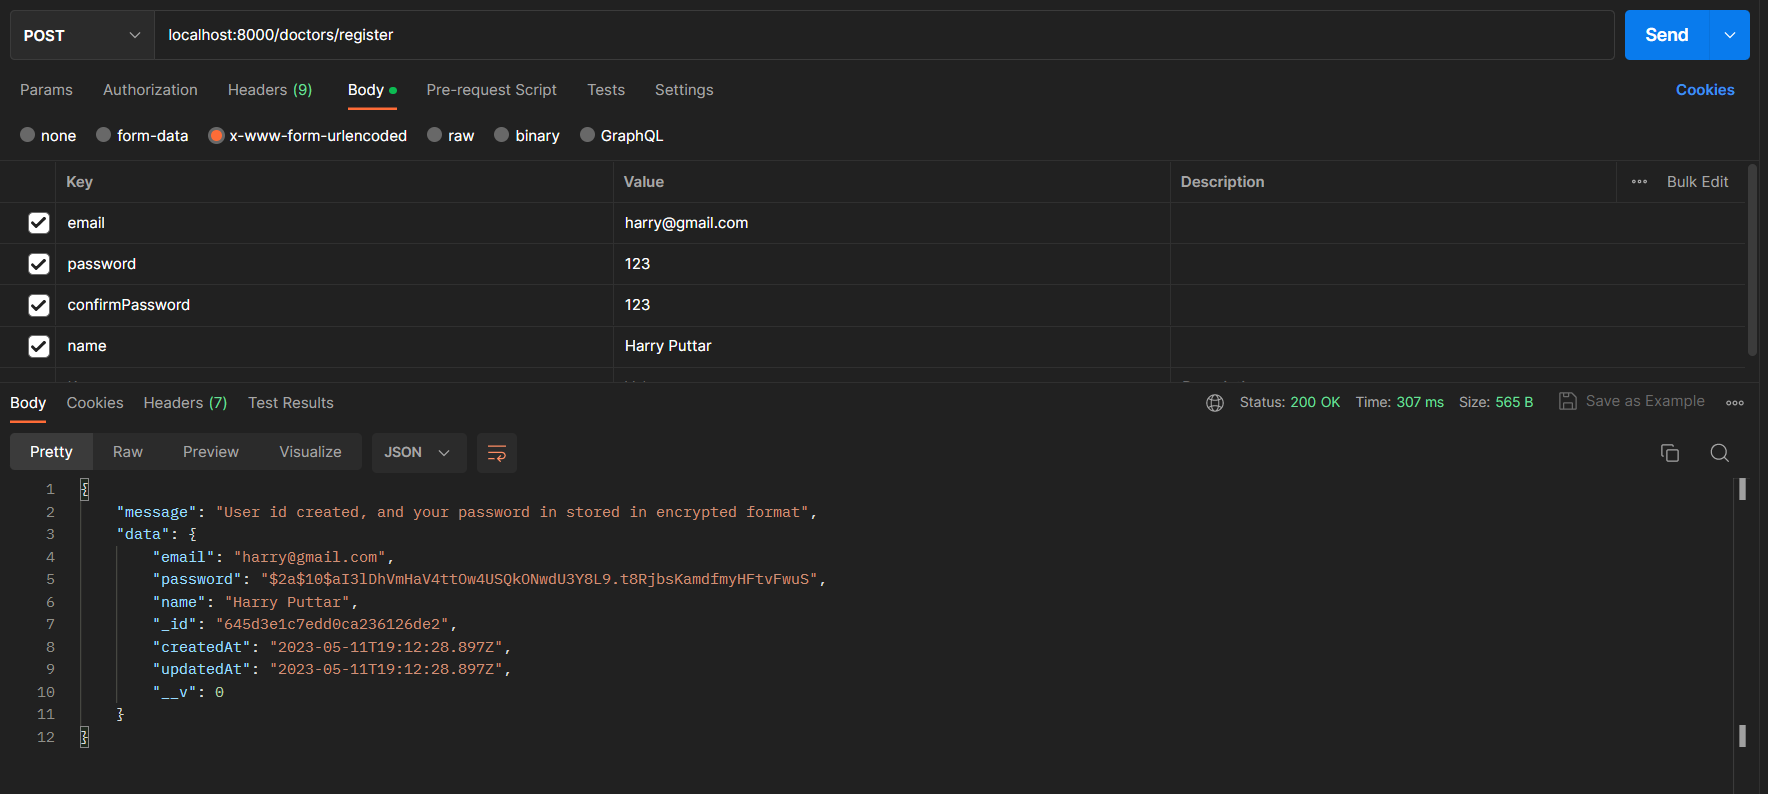 POST localhost:8000/doctors/register Send
Params Authorization Headers (9) Body Pre-request Script Tests Settings Cookies
none form-data x-www-form-urlencoded raw binary GraphQL
Key Value Description Bulk Edit
email harry@gmail.com
password 123
confirmPassword 123
name Harry Puttar
Body Cookies Headers (7) Test Results Status: 200 OK Time: 307 ms Size: 565 B Save as Example
Pretty Raw Preview Visualize JSON
1 {
2 "message": "User id created, and your password in stored in encrypted format",
3 "data": {
4 "email": "harry@gmail.com",
5 "password": "$2a$10$aI3lDhVmHaV4ttOw4USQkONwdU3Y8L9.t8RjbsKamdfmyHFtvFwuS",
6 "name": "Harry Puttar",
7 "_id": "645d3e1c7edd0ca236126de2",
8 "createdAt": "2023-05-11T19:12:28.897Z",
9 "updatedAt": "2023-05-11T19:12:28.897Z",
10 "__v": 0
11 }
12 }